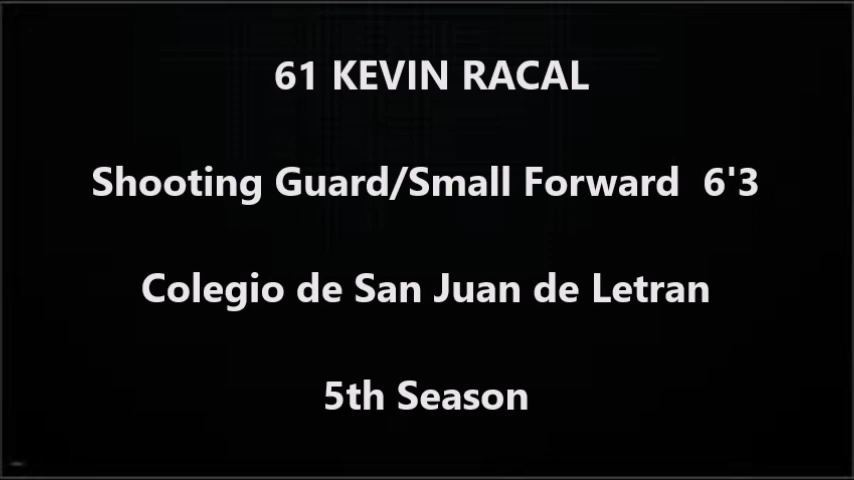 61 KEVIN RACAL
Shooting Guard/Small Forward  6'3
Colegio de San Juan de Letran
5th Season